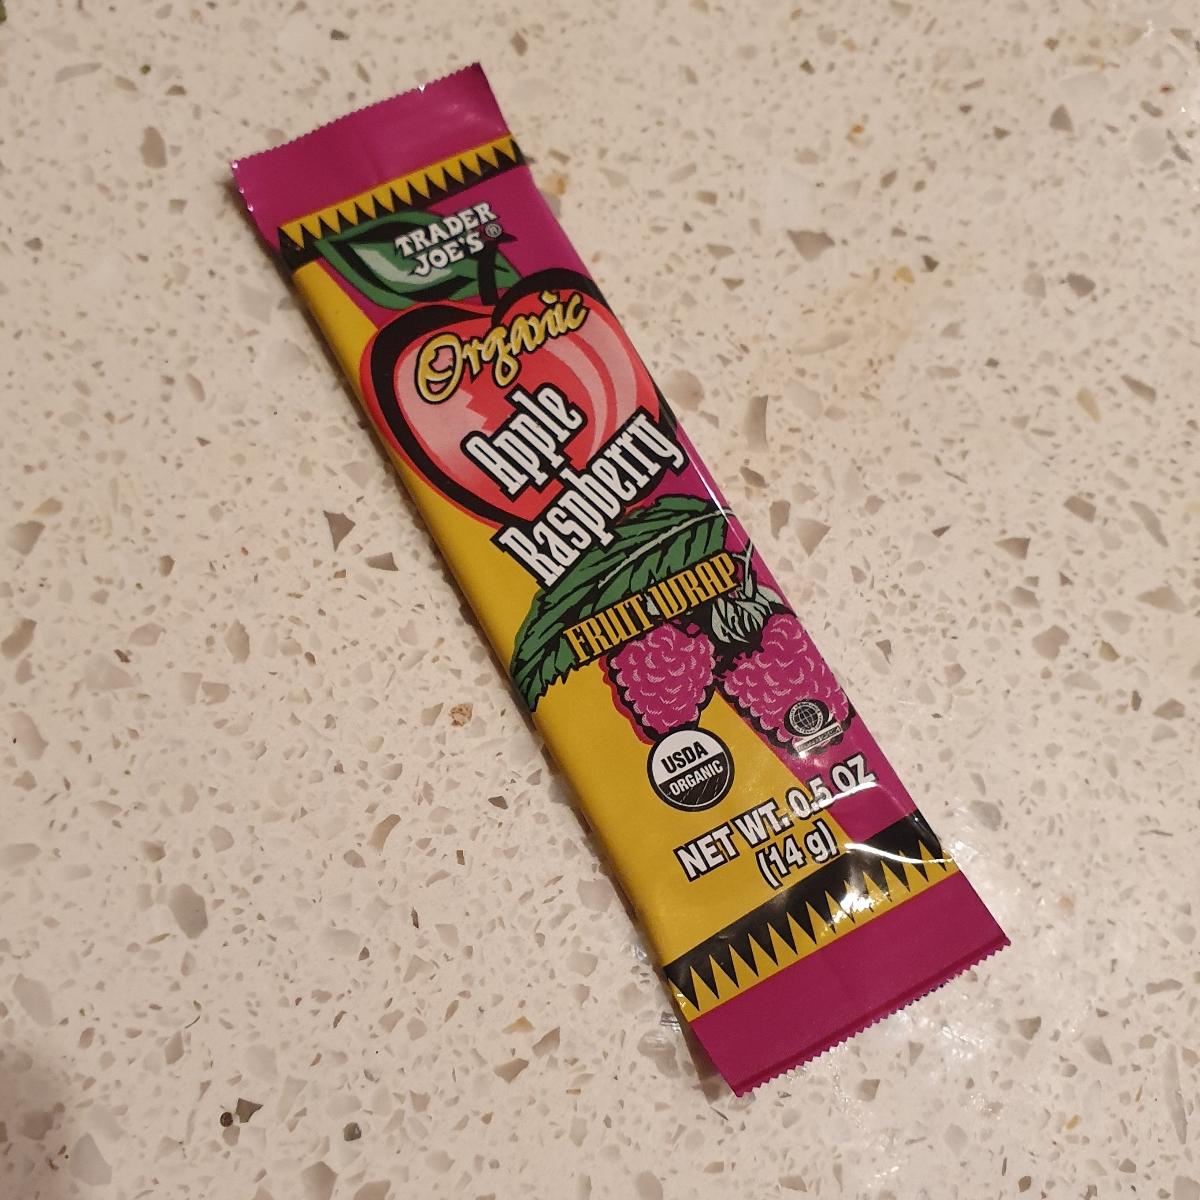 TRADER
JOE'S®
Organic
Apple
Raspberry
FRUIT WRAP
USDA
ORGANIC
NET WT. 0.5 OZ
(14 g)